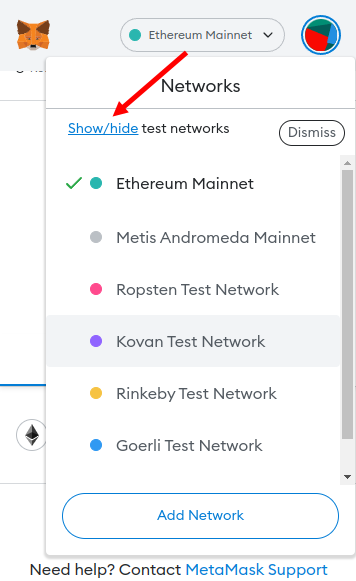 Ethereum Mainnet
Networks
Show/hide test networks
Dismiss
Ethereum Mainnet
Metis Andromeda Mainnet
Ropsten Test Network
Kovan Test Network
Rinkeby Test Network
Goerli Test Network
Add Network
Need help? Contact MetaMask Support